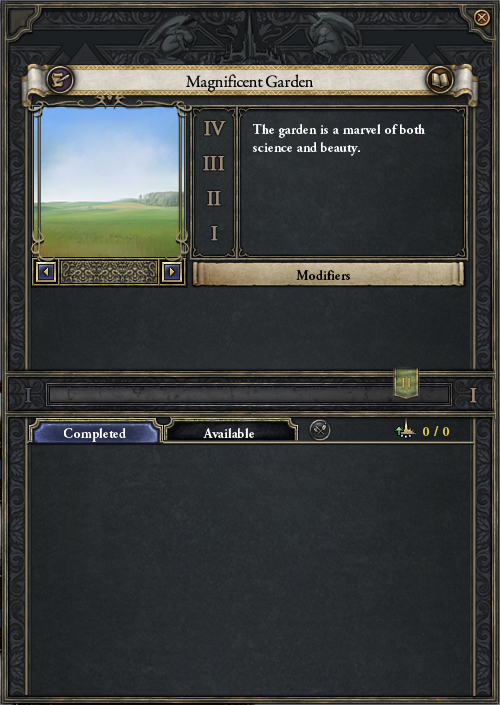 Magnificent Garden
IV
III
II
I
The garden is a marvel of both
science and beauty.
Modifiers
II
I
I
Completed
Available
0 / 0